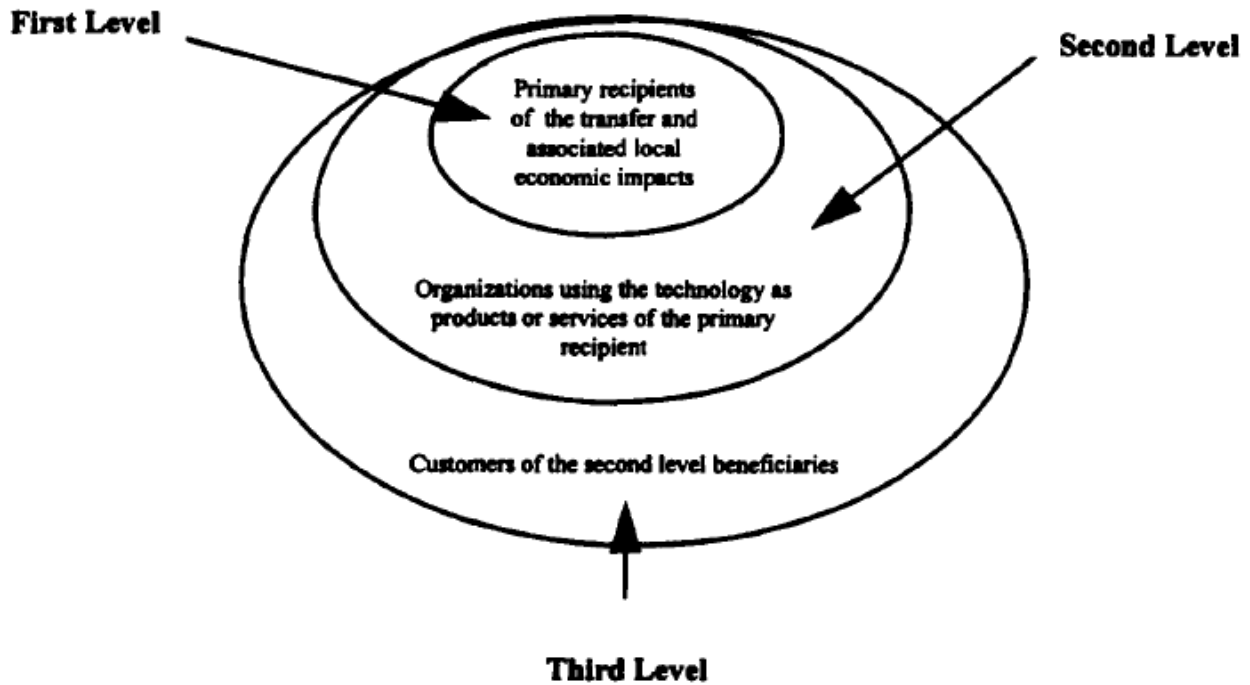 First Level
Second Level
Primary recipients
of the transfer and
associated local
economic impacts
Organizations using the technology as
products or services of the primary
recipient
Customers of the second level beneficiaries
Third Level